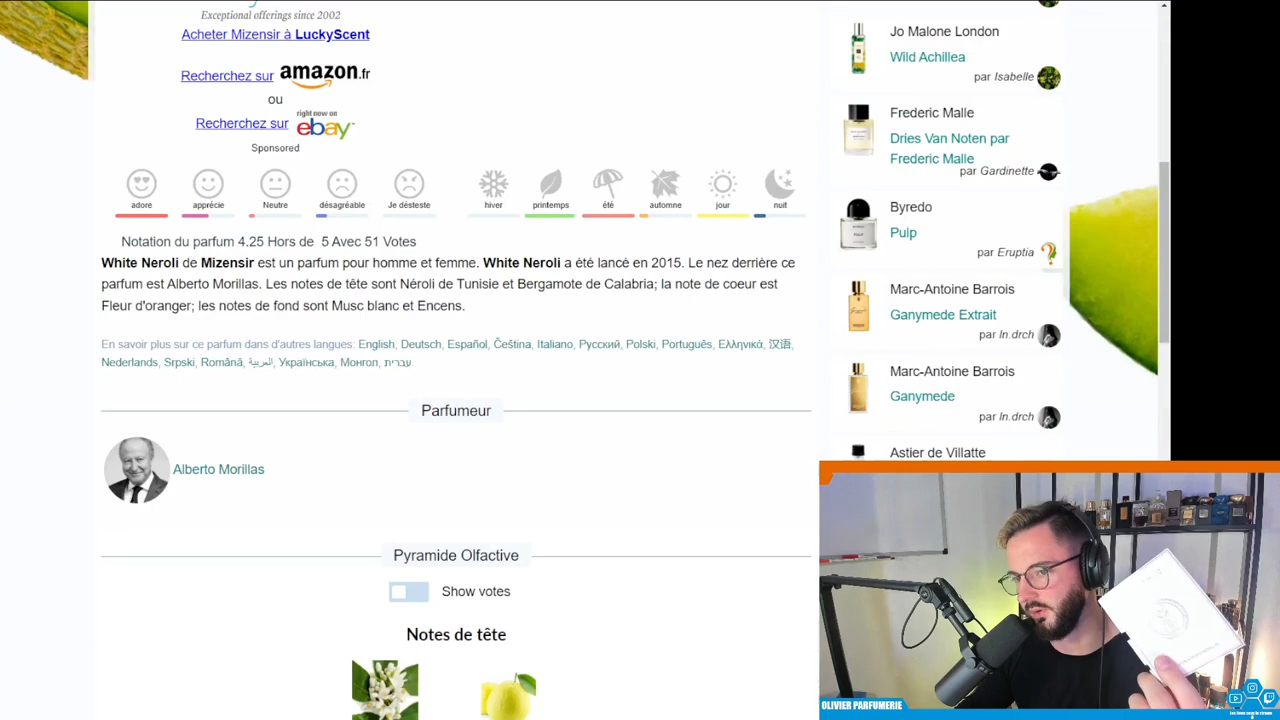 Exceptional offerings since 2002
Acheter Mizensir à LuckyScent
Recherchez sur amazon.fr
ou
right now on
Recherchez sur ebay
Sponsored
adore
apprécie
Neutre
désagréable
Je désteste
hiver
printemps
été
automne
jour
nuit
Notation du parfum 4.25 Hors de 5 Avec 51 Votes
White Neroli de Mizensir est un parfum pour homme et femme. White Neroli a été lancé en 2015. Le nez derrière ce
parfum est Alberto Morillas. Les notes de tête sont Néroli de Tunisie et Bergamote de Calabria; la note de coeur est
Fleur d'oranger; les notes de fond sont Musc blanc et Encens.
En savoir plus sur ce parfum dans d'autres langues: English, Deutsch, Español, Čeština, Italiano, Русский, Polski, Português, Ελληνικά, 汉语,
Nederlands, Srpski, Română, العربية, Українська, Монгол, עברית.
Parfumeur
Alberto Morillas
Pyramide Olfactive
Show votes
Notes de tête
Jo Malone London
Wild Achillea
par Isabelle
Frederic Malle
Dries Van Noten par
Frederic Malle
par Gardinette
Byredo
Pulp
par Eruptia
Marc-Antoine Barrois
Ganymede Extrait
par In.drch
Marc-Antoine Barrois
Ganymede
par In.drch
Astier de Villatte
OLIVIER PARFUMERIE